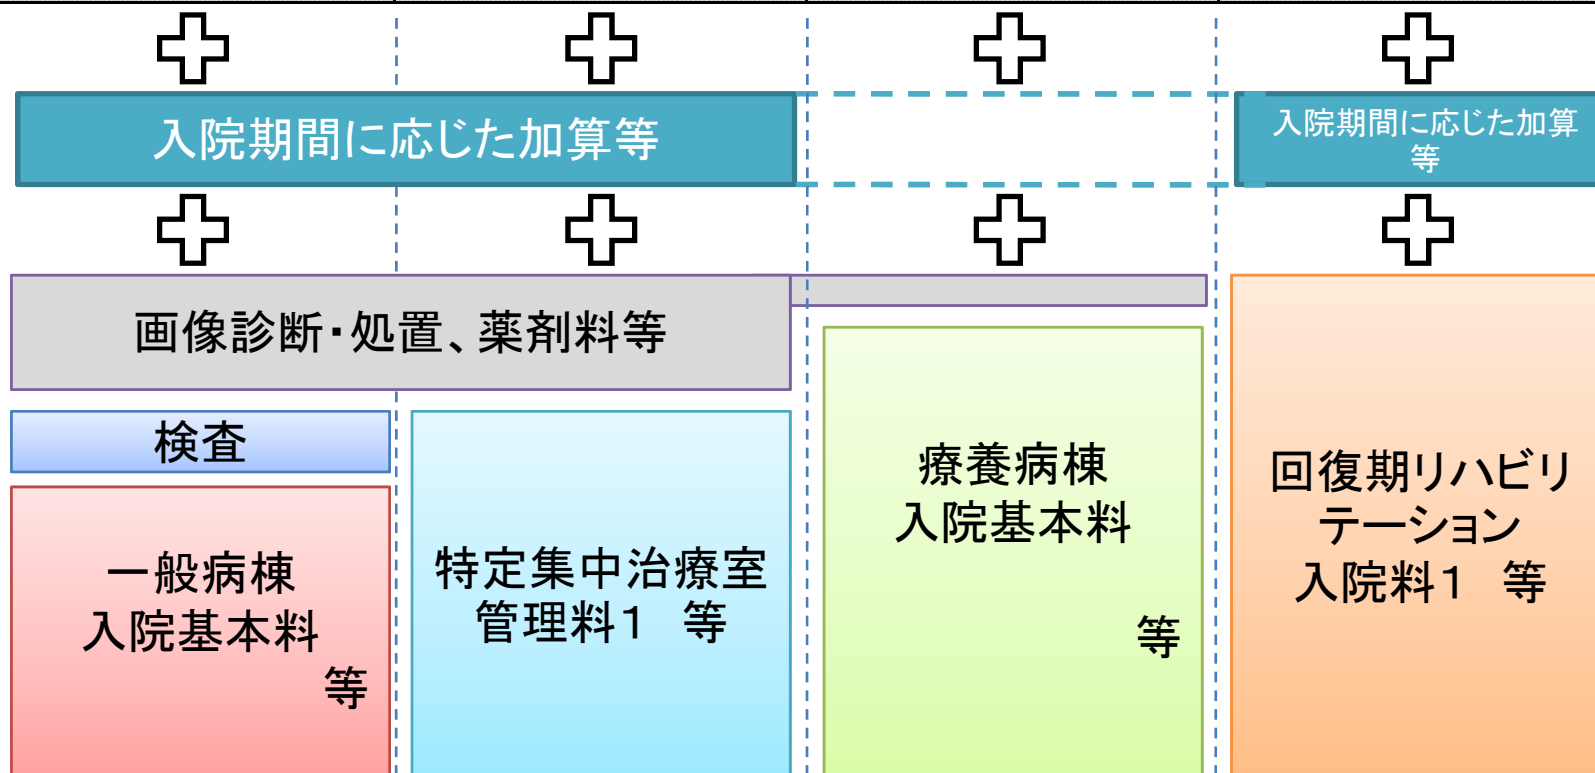 入院期間に応じた加算等
入院期間に応じた加算
等
画像診断・処置、薬剤料等
検査
一般病棟
入院基本料
等
特定集中治療室
管理料１　等
療養病棟
入院基本料
等
回復期リハビリ
テーション
入院料１　等